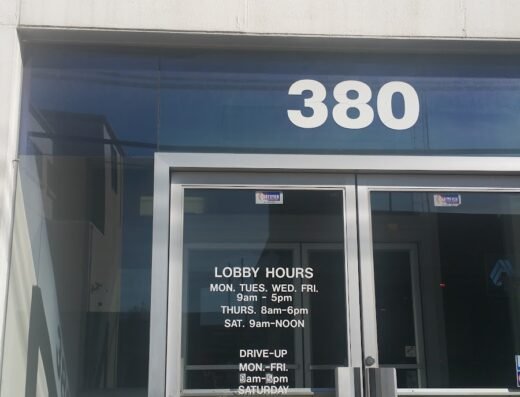 380
LOBBY HOURS
MON. TUES. WED. FRI.
9am - 5pm
THURS. 8am-6pm
SAT. 9am-NOON
DRIVE-UP
MON.-FRI.
SATURDAY